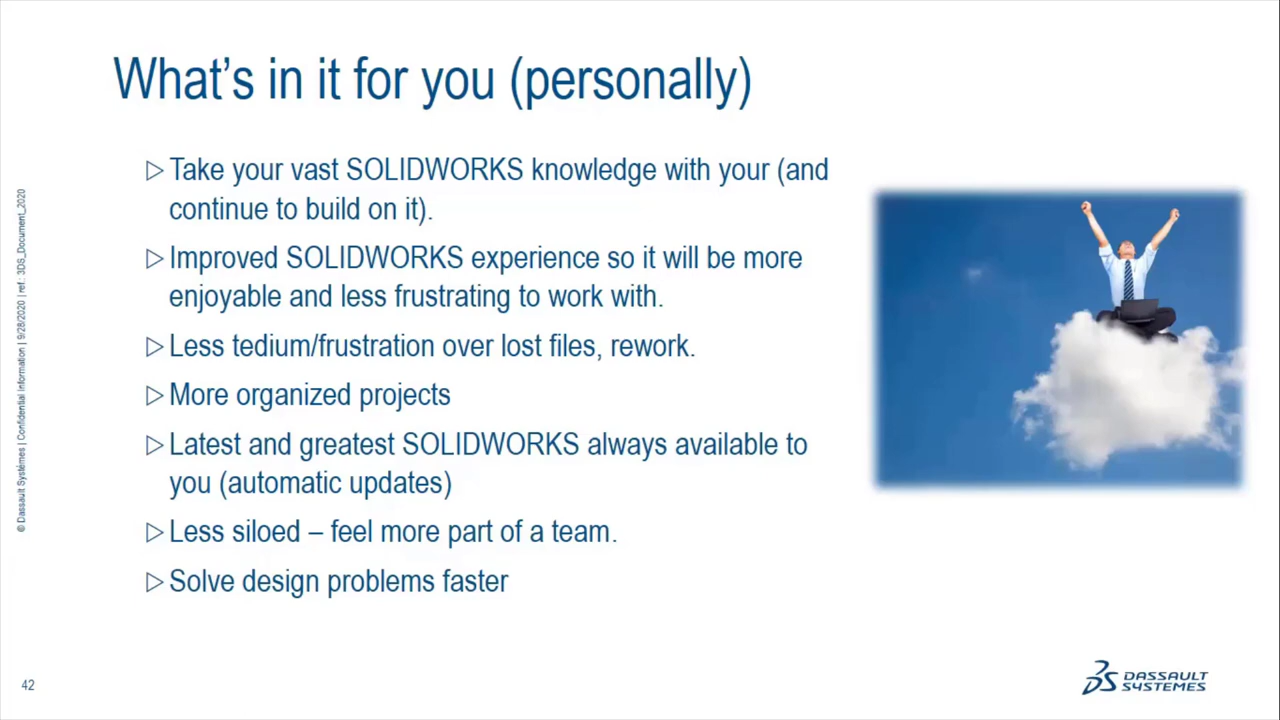 What's in it for you (personally)
▷ Take your vast SOLIDWORKS knowledge with your (and
continue to build on it).
▷ Improved SOLIDWORKS experience so it will be more
enjoyable and less frustrating to work with.
▷ Less tedium/frustration over lost files, rework.
▷ More organized projects
▷ Latest and greatest SOLIDWORKS always available to
you (automatic updates)
▷ Less siloed – feel more part of a team.
▷ Solve design problems faster
© Dassault Systèmes | Confidential Information | 9/28/2020 | ref.: 3DS_Document_2020
42
3DS DASSAULT
SYSTEMES